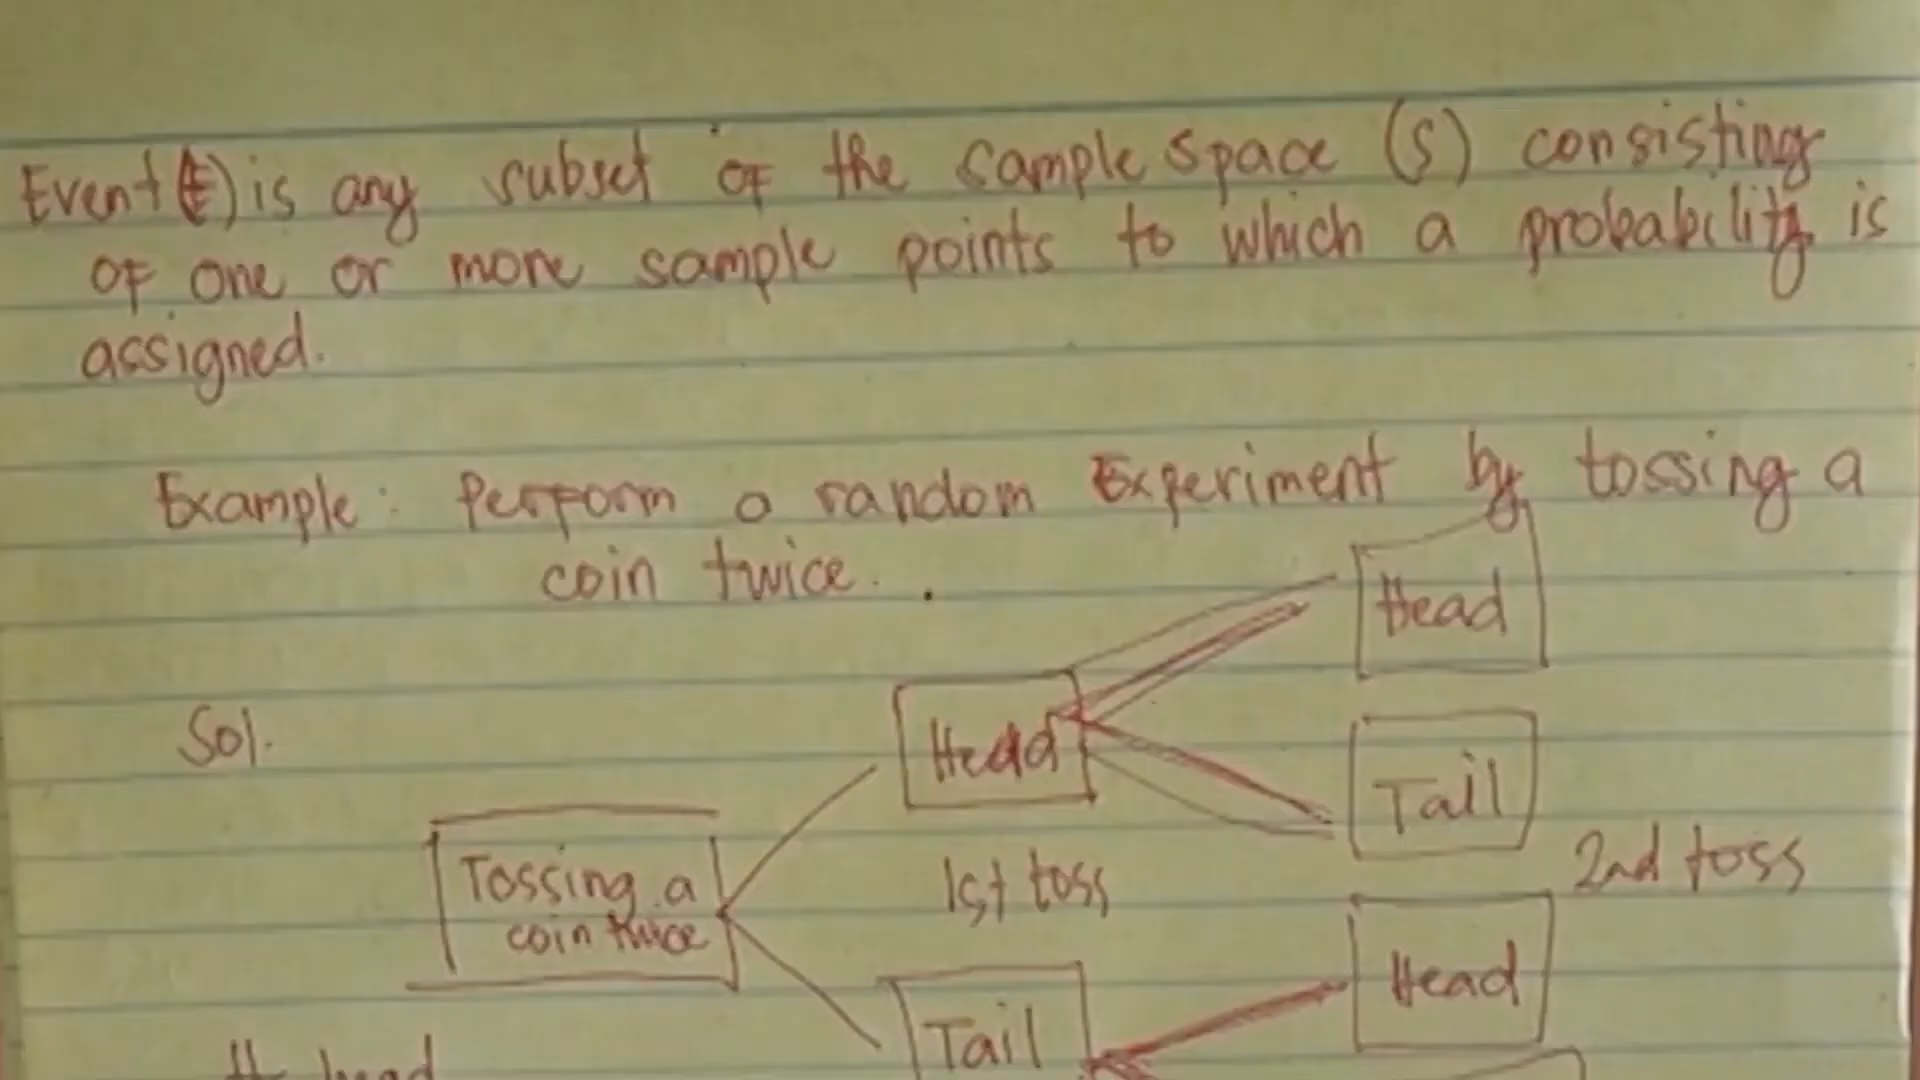 Event (E) is any subset of the sample space (S) consisting
of one or more sample points to which a probability is
assigned.
Example: Perform a random Experiment by tossing a
coin twice.
Head
Sol.
Head
Tail
Tossing a
coin twice
1st toss
2nd toss
Head
Tail
H head